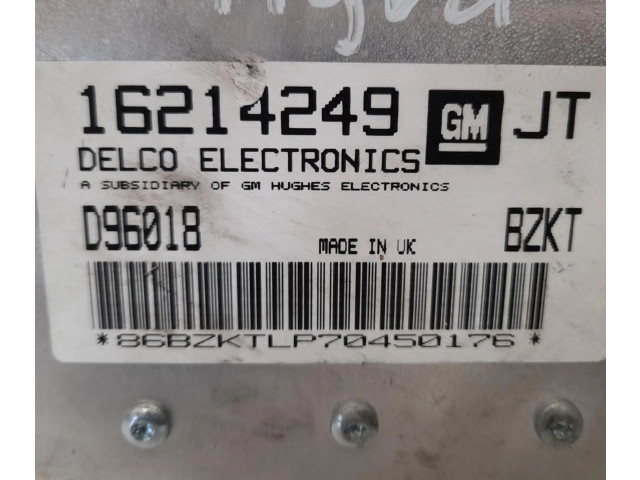 16214249 GM JT
DELCO ELECTRONICS
A SUBSIDIARY OF GM HUGHES ELECTRONICS
D96018 MADE IN UK BZKT
*86BZKTLP70450176*